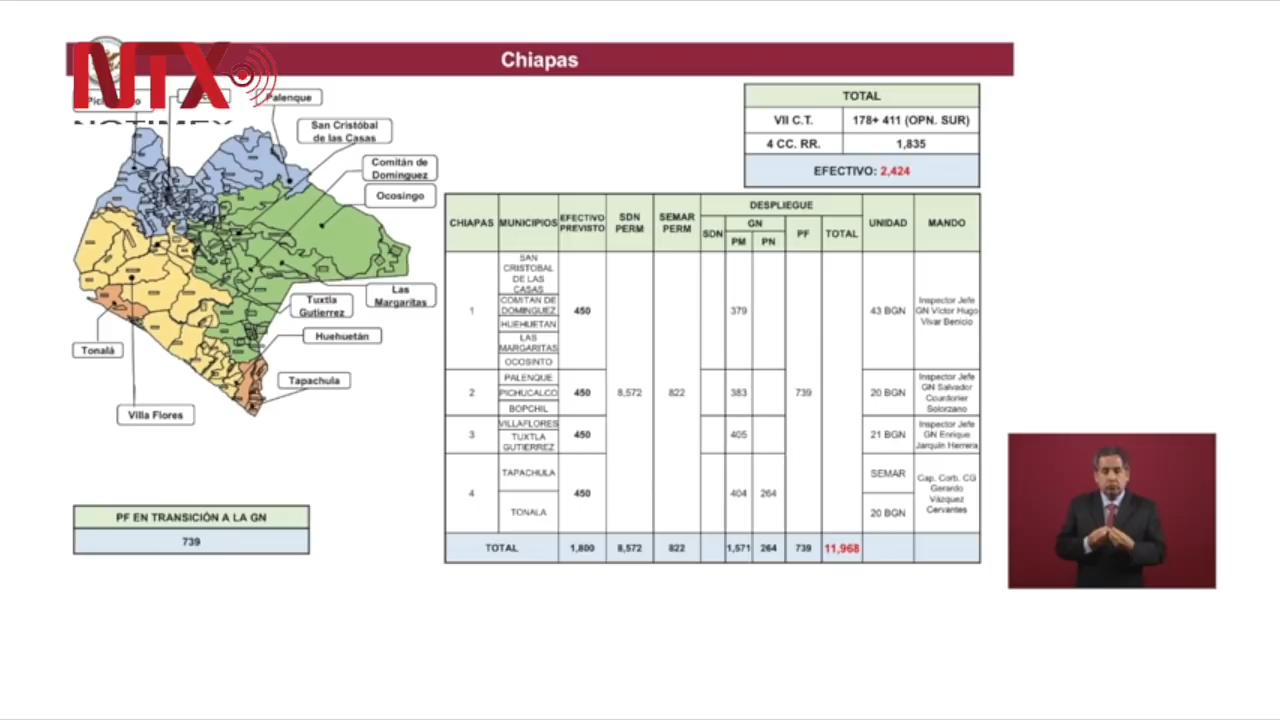 Chiapas
NTX
NOTIMEX
Palenque
San Cristóbal
de las Casas
Comitán de
Domínguez
Ocosingo
Las
Margaritas
Tuxtla
Gutierrez
Huehuetán
Tonalá
Tapachula
Villa Flores
TOTAL
VII C.T. 178+ 411 (OPN. SUR)
4 CC. RR. 1,835
EFECTIVO: 2,424
CHIAPAS MUNICIPIOS EFECTIVO PREVISTO SDN PERM SEMAR PERM DESPLIEGUE UNIDAD MANDO
SDN GN PF TOTAL
PM PN
1 450 379 43 BGN
SAN
CRISTOBAL
DE LAS
CASAS
COMITAN DE
DOMINGUEZ
HUEHUETAN
LAS
MARGARITAS
OCOSINTO
Inspector Jefe
GN Víctor Hugo
Vivar Benicio
2 450 8,572 822 383 739 20 BGN
PALENQUE
PICHUCALCO
BOPCHIL
Inspector Jefe
GN Salvador
Courdorier
Solorzano
3 450 405 21 BGN
VILLAFLORES
TUXTLA
GUTIERREZ
Inspector Jefe
GN Enrique
Jarquín Herrera
4 450 404 264
TAPACHULA SEMAR
TONALA 20 BGN
Cap. Corb. CG
Gerardo
Vázquez
Cervantes
TOTAL 1,800 8,572 822 1,571 264 739 11,968
PF EN TRANSICIÓN A LA GN
739